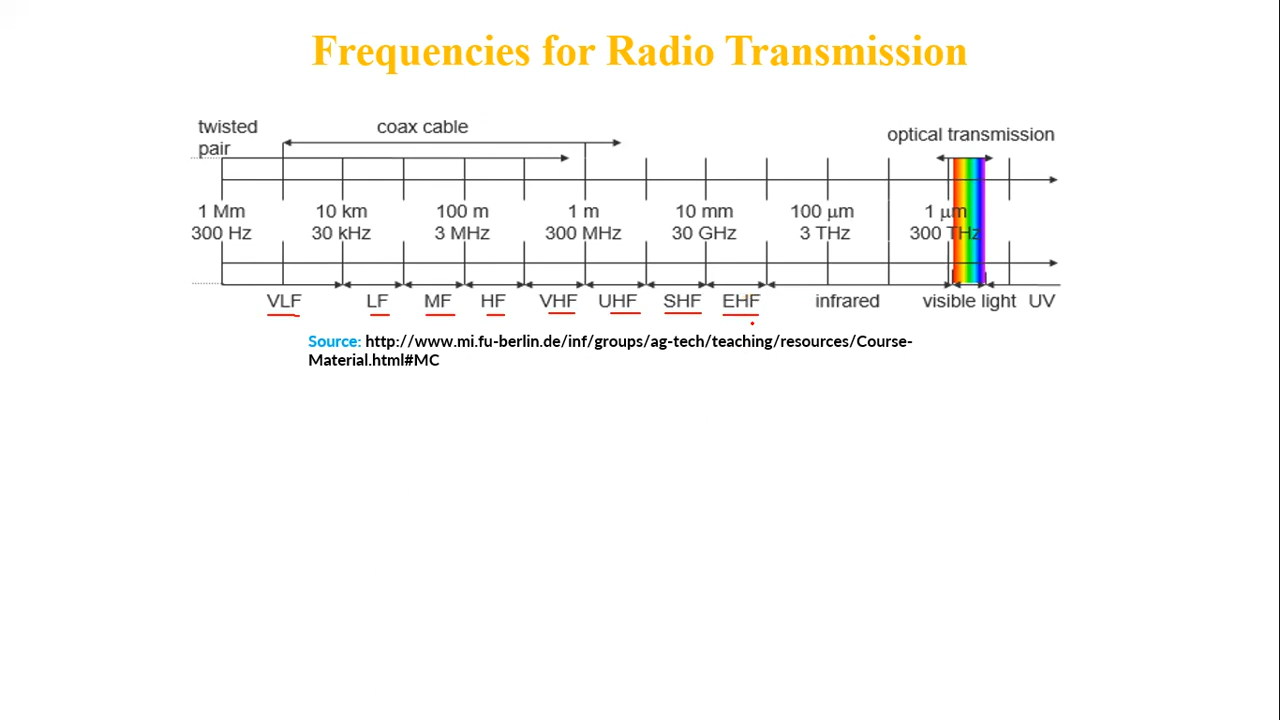 Frequencies for Radio Transmission
twisted
pair
coax cable
optical transmission
1 Mm 10 km 100 m 1 m 10 mm 100 µm 1 µm
300 Hz 30 kHz 3 MHz 300 MHz 30 GHz 3 THz 300 THz
VLF LF MF HF VHF UHF SHF EHF infrared visible light UV
Source: http://www.mi.fu-berlin.de/inf/groups/ag-tech/teaching/resources/Course-
Material.html#MC